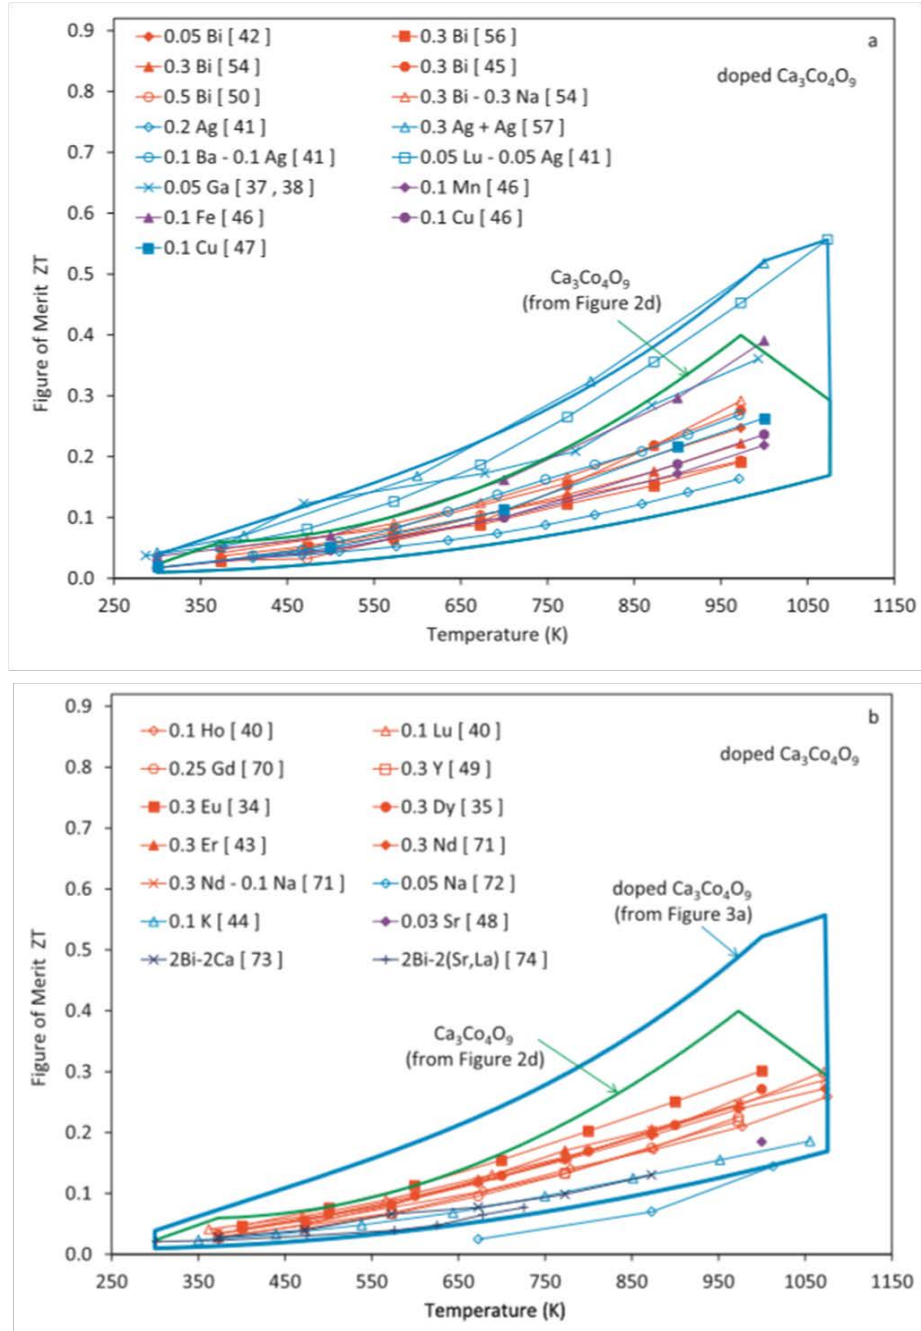 a
doped Ca₃Co₄O₉
0.05 Bi [ 42 ] 0.3 Bi [ 56 ]
0.3 Bi [ 54 ] 0.3 Bi [ 45 ]
0.5 Bi [ 50 ] 0.3 Bi - 0.3 Na [ 54 ]
0.2 Ag [ 41 ] 0.3 Ag + Ag [ 57 ]
0.1 Ba - 0.1 Ag [ 41 ] 0.05 Lu - 0.05 Ag [ 41 ]
0.05 Ga [ 37 , 38 ] 0.1 Mn [ 46 ]
0.1 Fe [ 46 ] 0.1 Cu [ 46 ]
0.1 Cu [ 47 ]
Ca₃Co₄O₉
(from Figure 2d)
Figure of Merit ZT
0.9
0.8
0.7
0.6
0.5
0.4
0.3
0.2
0.1
0.0
250 350 450 550 650 750 850 950 1050 1150
Temperature (K)
b
doped Ca₃Co₄O₉
0.1 Ho [ 40 ] 0.1 Lu [ 40 ]
0.25 Gd [ 70 ] 0.3 Y [ 49 ]
0.3 Eu [ 34 ] 0.3 Dy [ 35 ]
0.3 Er [ 43 ] 0.3 Nd [ 71 ]
0.3 Nd - 0.1 Na [ 71 ] 0.05 Na [ 72 ]
0.1 K [ 44 ] 0.03 Sr [ 48 ]
2Bi-2Ca [ 73 ] 2Bi-2(Sr,La) [ 74 ]
doped Ca₃Co₄O₉
(from Figure 3a)
Ca₃Co₄O₉
(from Figure 2d)
Figure of Merit ZT
0.9
0.8
0.7
0.6
0.5
0.4
0.3
0.2
0.1
0.0
250 350 450 550 650 750 850 950 1050 1150
Temperature (K)